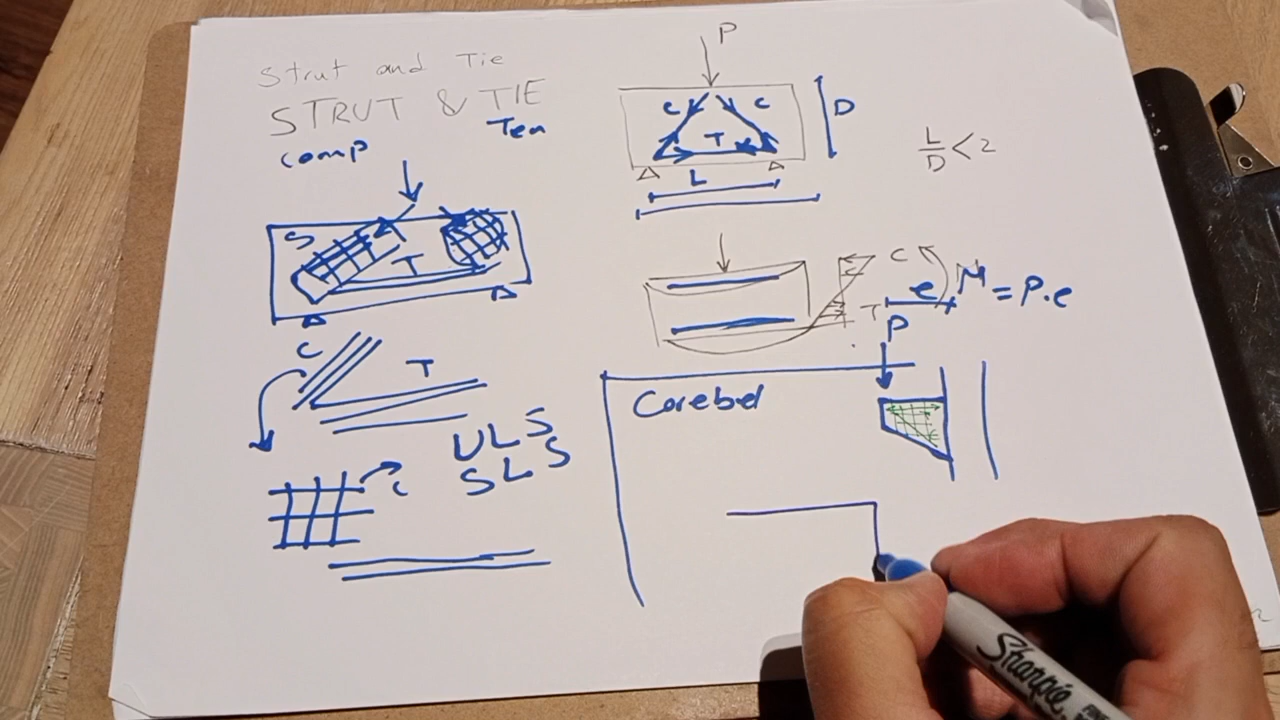 Strut and Tie
STRUT & TIE
comp
Ten
P
C C
T
D
L
L/D < 2
S
T
C
T
ULS
SLS
C
C
T
e
M = P.e
P
Corebel
Sharpie